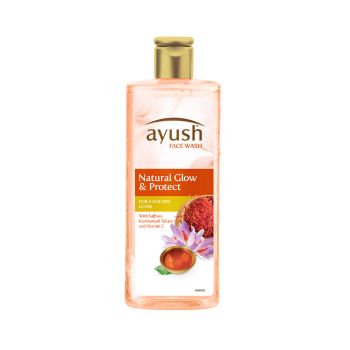 ayush
FACE WASH
Natural Glow
& Protect
FOR A GOLDEN
GLOW
With Saffron,
Kumkumadi Tailam
and Vitamin C